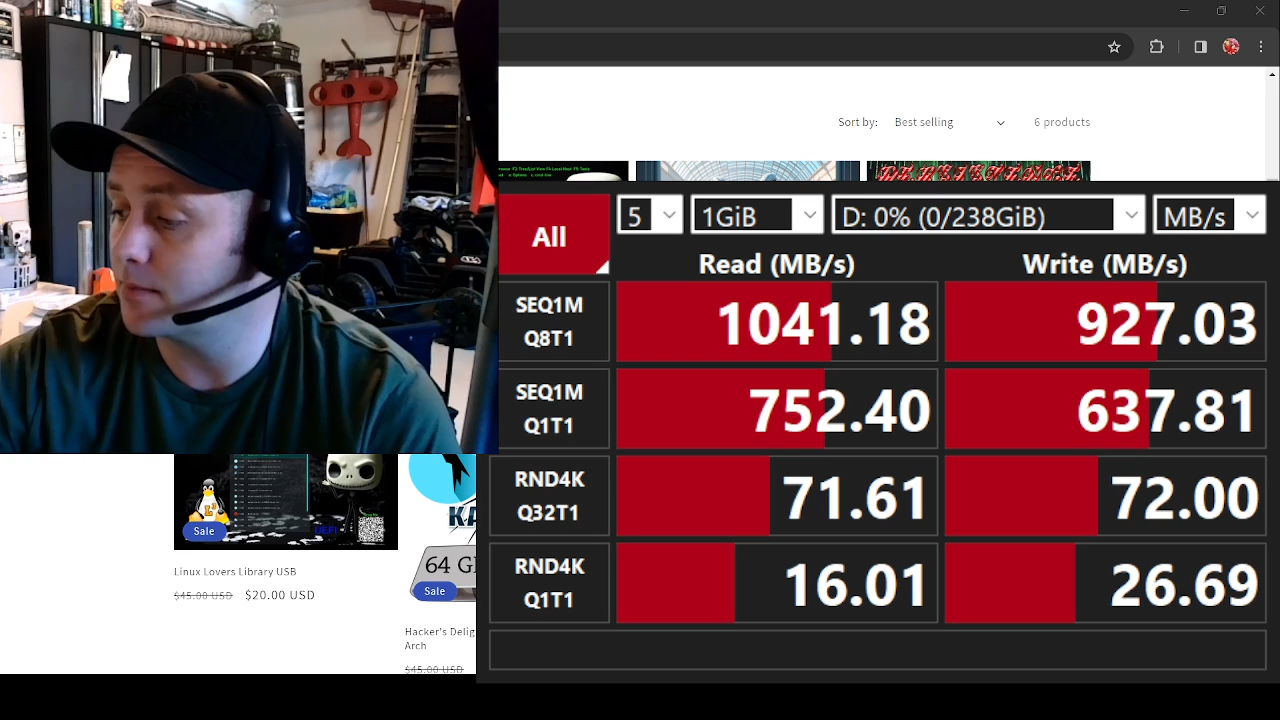 Sort by:
Best selling
6 products
All
5
1GiB
D: 0% (0/238GiB)
MB/s
Read (MB/s)
Write (MB/s)
SEQ1M
Q8T1
1041.18
927.03
SEQ1M
Q1T1
752.40
637.81
RND4K
Q32T1
71.61
72.00
RND4K
Q1T1
16.01
26.69
UEFI
Sale
Linux Lovers Library USB
$45.00 USD
$20.00 USD
KA
64 G
Sale
Hacker's Delig
Arch
$45.00 USD